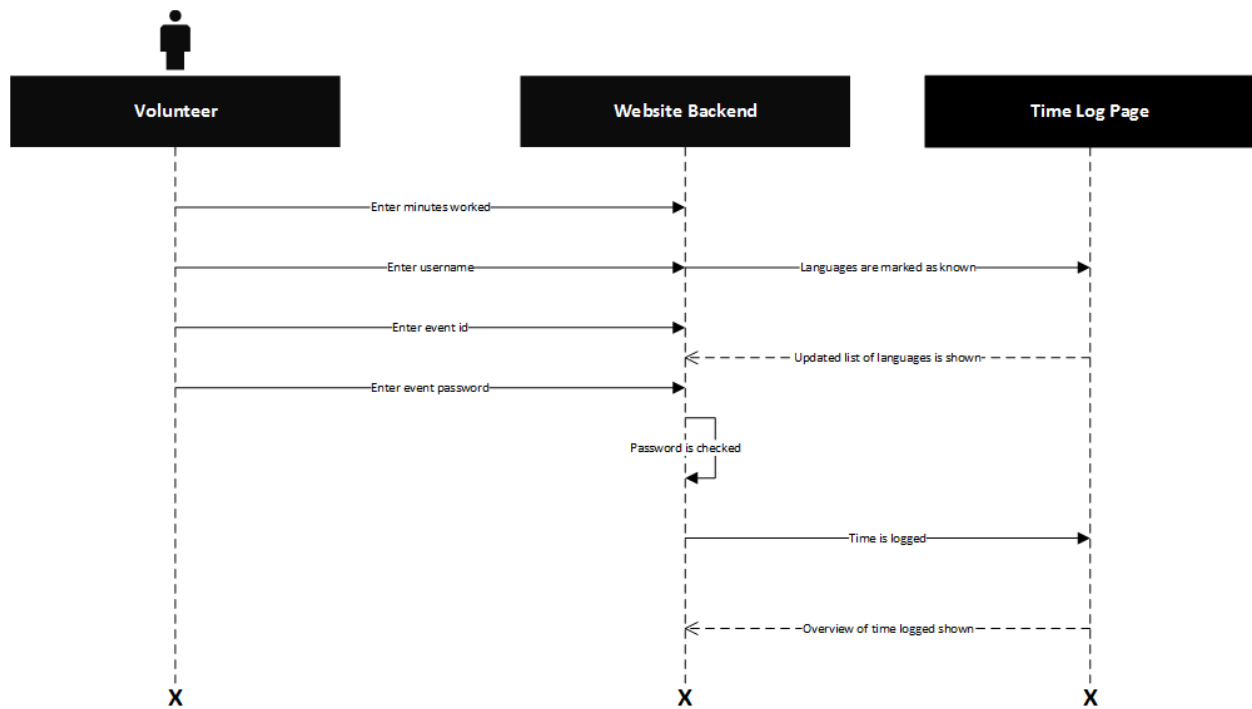 Volunteer
Website Backend
Time Log Page
Enter minutes worked
Enter username
Languages are marked as known
Enter event id
Updated list of languages is shown
Enter event password
Password is checked
Time is logged
Overview of time logged shown
X
X
X